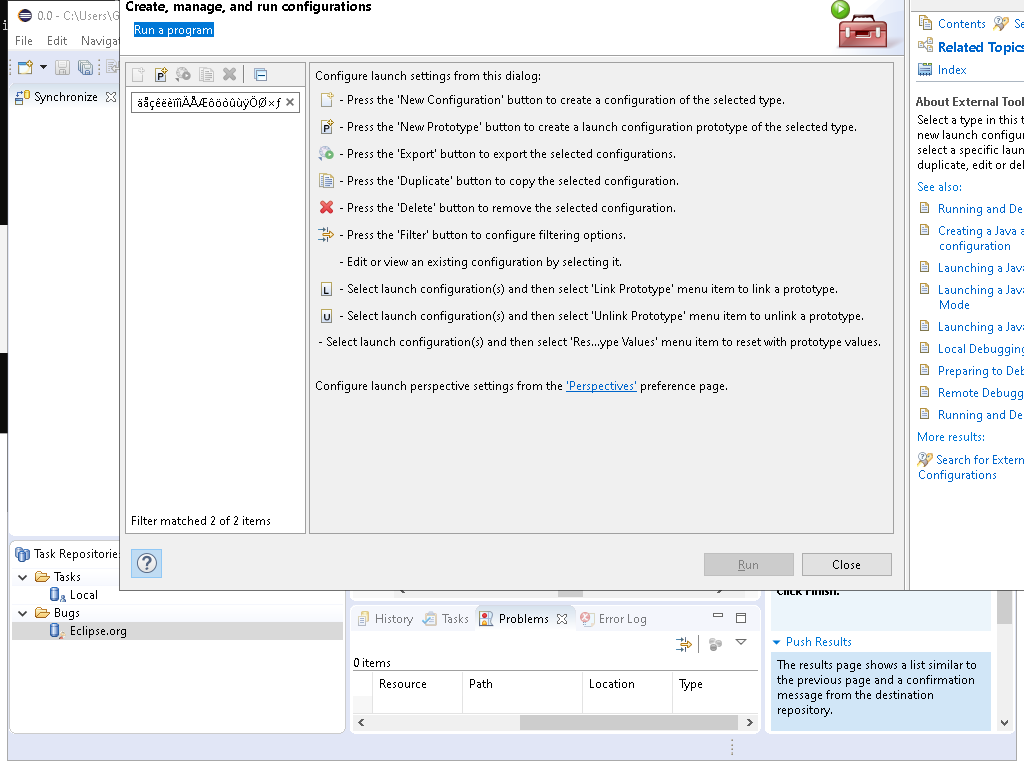 0.0 - C:\Users\G
File Edit Navigat
Synchronize
Create, manage, and run configurations
Run a program
äåçêëèïîìÄÅÆôöòûùÿÖØ×ƒ
Filter matched 2 of 2 items
Configure launch settings from this dialog:
- Press the 'New Configuration' button to create a configuration of the selected type.
- Press the 'New Prototype' button to create a launch configuration prototype of the selected type.
- Press the 'Export' button to export the selected configurations.
- Press the 'Duplicate' button to copy the selected configuration.
- Press the 'Delete' button to remove the selected configuration.
- Press the 'Filter' button to configure filtering options.
- Edit or view an existing configuration by selecting it.
L - Select launch configuration(s) and then select 'Link Prototype' menu item to link a prototype.
U - Select launch configuration(s) and then select 'Unlink Prototype' menu item to unlink a prototype.
- Select launch configuration(s) and then select 'Res...ype Values' menu item to reset with prototype values.
Configure launch perspective settings from the 'Perspectives' preference page.
? Run Close
Contents Se
Related Topics
Index
About External Tool
Select a type in this t
new launch configur
select a specific laun
duplicate, edit or del
See also:
Running and De
Creating a Java a
configuration
Launching a Java
Launching a Java
Mode
Launching a Java
Local Debugging
Preparing to Deb
Remote Debugg
Running and De
More results:
Search for Extern
Configurations
Task Repositorie
Tasks
Local
Bugs
Eclipse.org
History Tasks Problems Error Log
0 items
Resource Path Location Type
Click Finish.
Push Results
The results page shows a list similar to
the previous page and a confirmation
message from the destination
repository.